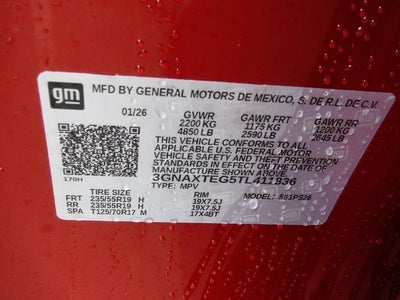 gm
MFD BY GENERAL MOTORS DE MEXICO, S. DE R.L. DE C.V.
01/26 GVWR GAWR FRT GAWR RR
2200 KG 1175 KG 1200 KG
4850 LB 2590 LB 2645 LB
THIS VEHICLE CONFORMS TO ALL
APPLICABLE U.S. FEDERAL MOTOR
VEHICLE SAFETY AND THEFT PREVENTION
STANDARDS IN EFFECT ON THE DATE OF
MANUFACTURE SHOWN ABOVE.
3GNAXTEG5TL411836
170H TYPE: MPV MODEL:
TIRE SIZE RIM
FRT 235/55R19 H 19X7.5J
RR 235/55R19 H 19X7.5J
SPA T125/70R17 M 17X4BT